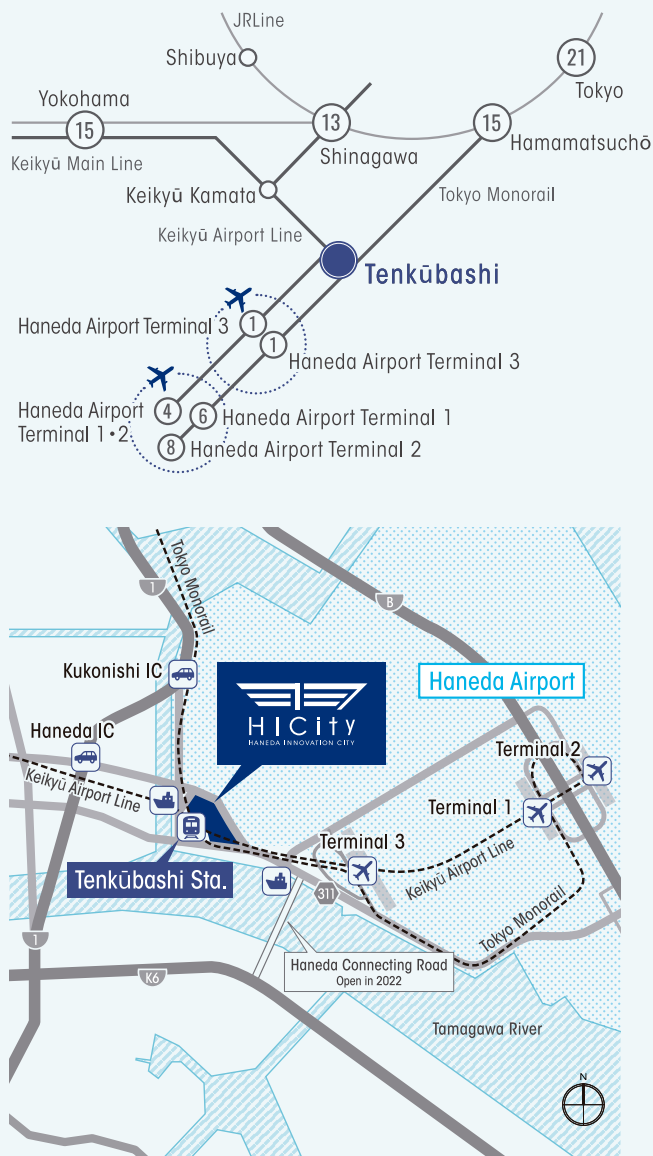 JRLine
Shibuya
21
Tokyo
Yokohama
15
13
15
Shinagawa
Hamamatsuchō
Keikyū Main Line
Keikyū Kamata
Tokyo Monorail
Keikyū Airport Line
Tenkūbashi
Haneda Airport Terminal 3
1
1
Haneda Airport Terminal 3
Haneda Airport
Terminal 1・2
4
6
Haneda Airport Terminal 1
8
Haneda Airport Terminal 2
Tokyo Monorail
1
B
Kukonishi IC
Haneda Airport
HICity
HANEDA INNOVATION CITY
Haneda IC
Terminal 2
Keikyū Airport Line
Terminal 1
Terminal 3
Keikyū Airport Line
Tenkūbashi Sta.
311
Tokyo Monorail
1
K6
Haneda Connecting Road
Open in 2022
Tamagawa River
N